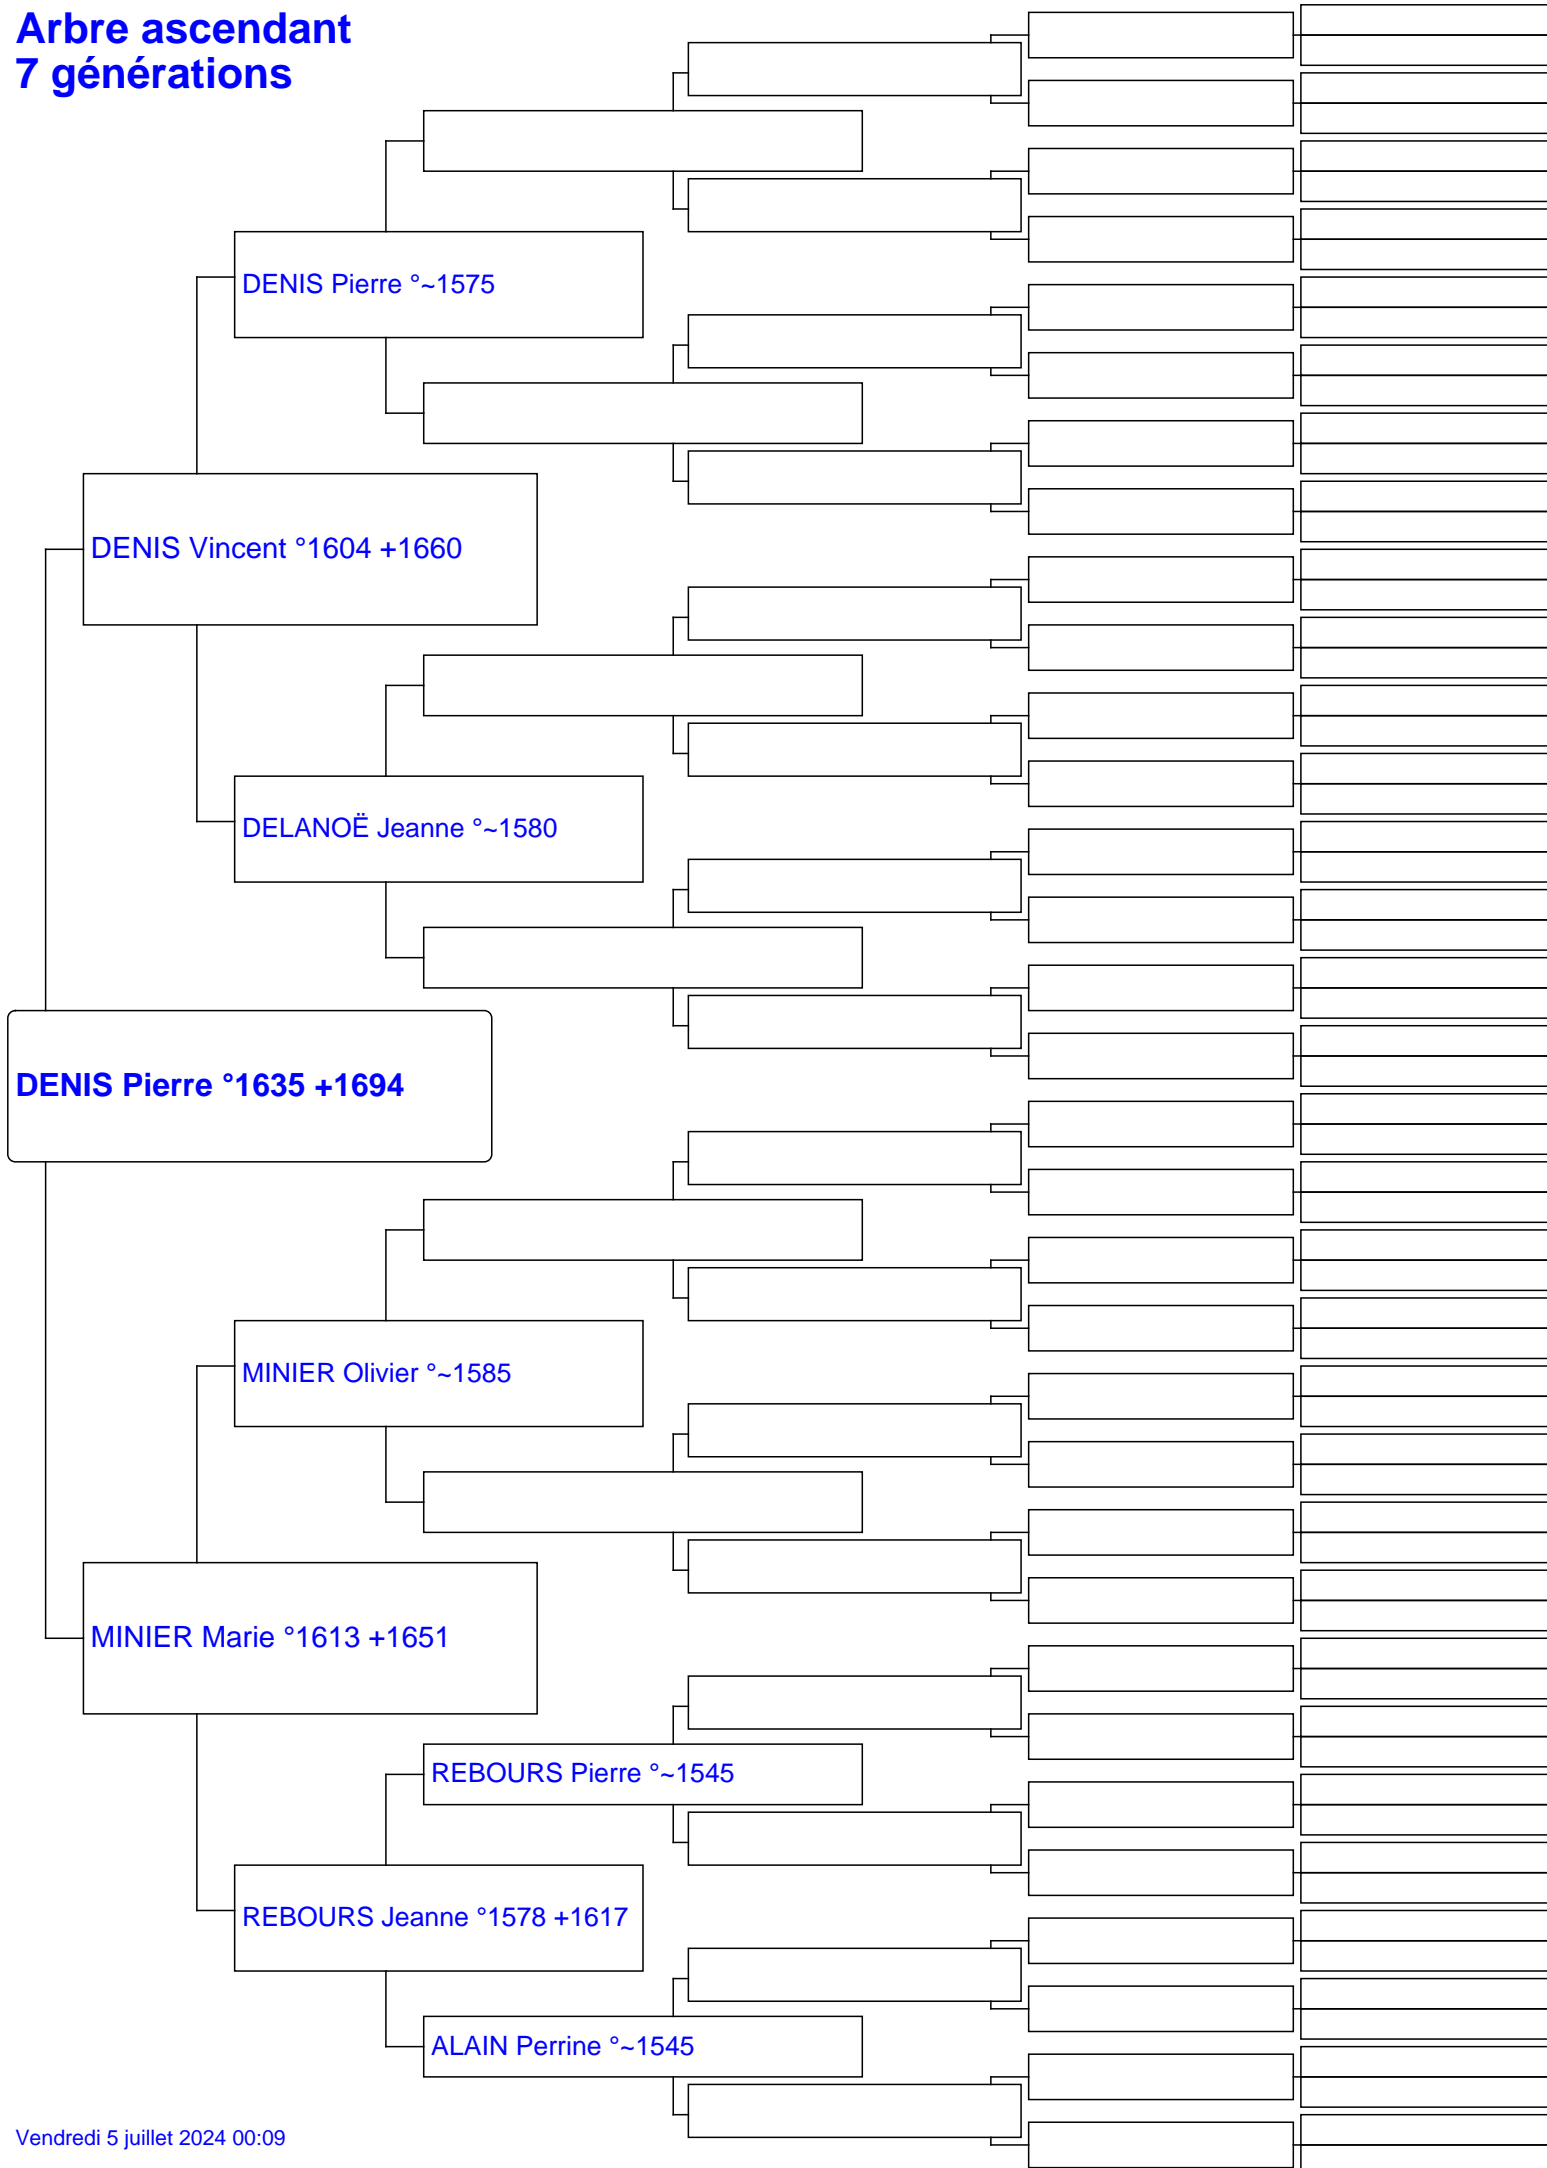 Arbre ascendant
7 générations
DENIS Pierre °~1575
DENIS Vincent °1604 +1660
DELANOË Jeanne °~1580
DENIS Pierre °1635 +1694
MINIER Olivier °~1585
MINIER Marie °1613 +1651
REBOURS Pierre °~1545
REBOURS Jeanne °1578 +1617
ALAIN Perrine °~1545
Vendredi 5 juillet 2024 00:09